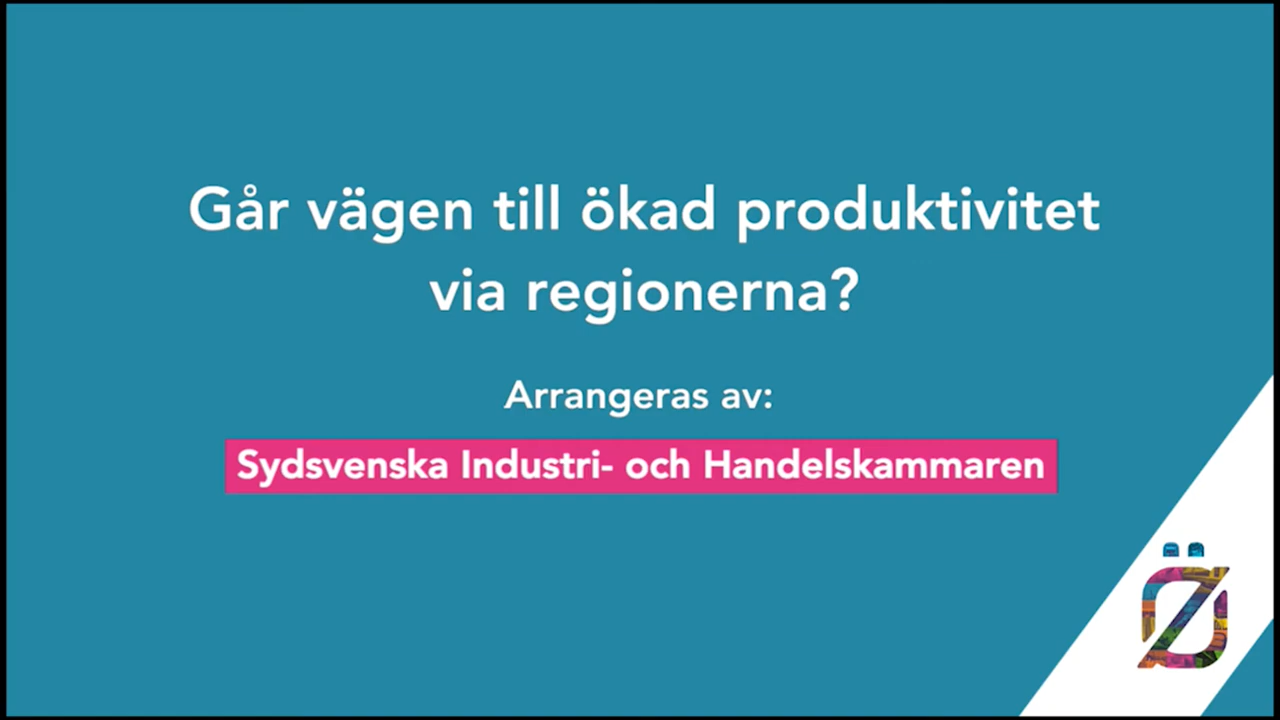 Går vägen till ökad produktivitet
via regionerna?
Arrangeras av:
Sydsvenska Industri- och Handelskammaren